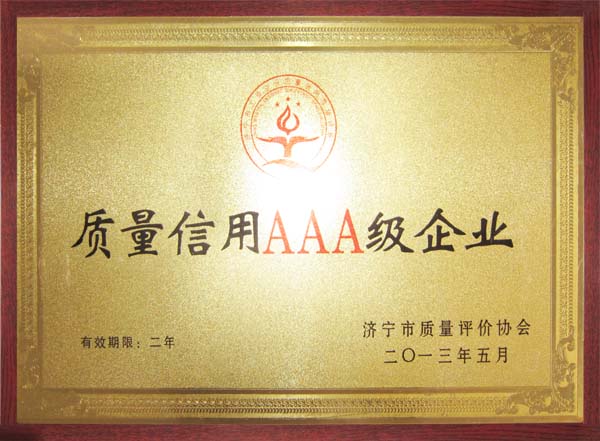 质量信用AAA级企业
有效期限：二年
济宁市质量评价协会
二〇一三年五月